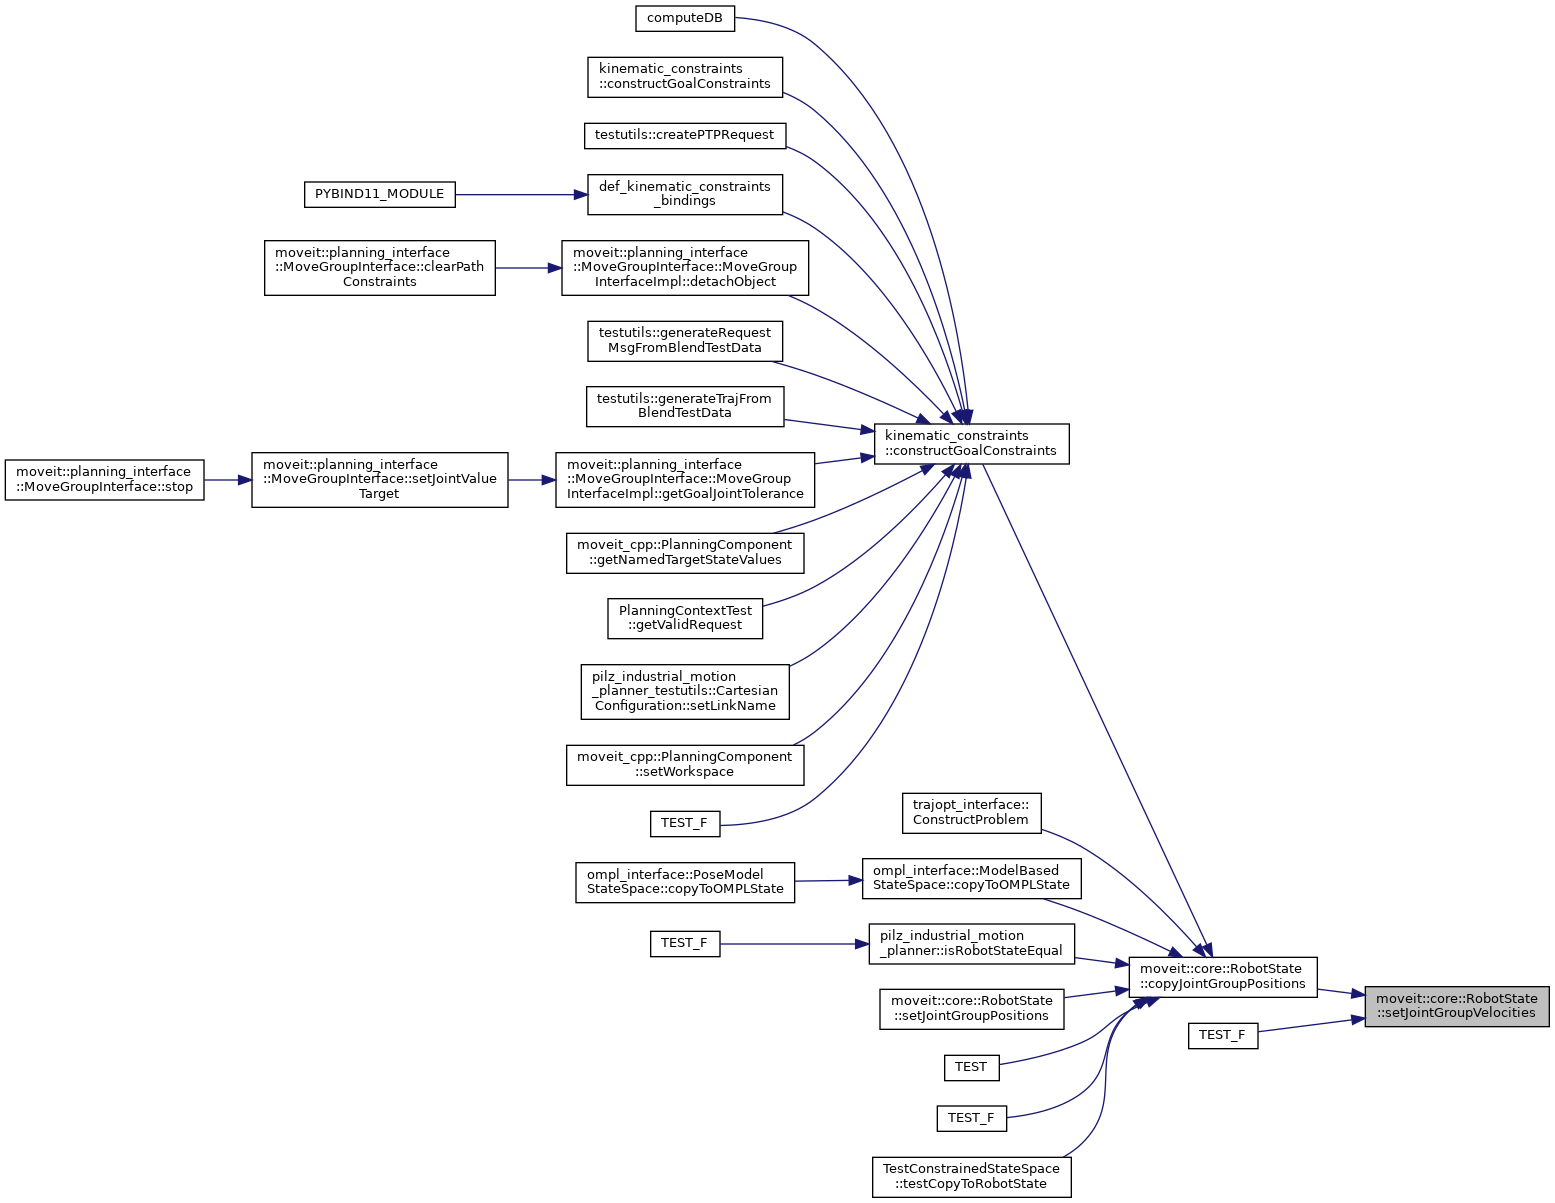 computeDB
kinematic_constraints
::constructGoalConstraints
testutils::createPTPRequest
PYBIND11_MODULE
def_kinematic_constraints
_bindings
moveit::planning_interface
::MoveGroupInterface::clearPath
Constraints
moveit::planning_interface
::MoveGroupInterface::MoveGroup
InterfaceImpl::detachObject
testutils::generateRequest
MsgFromBlendTestData
testutils::generateTrajFrom
BlendTestData
kinematic_constraints
::constructGoalConstraints
moveit::planning_interface
::MoveGroupInterface::stop
moveit::planning_interface
::MoveGroupInterface::setJointValue
Target
moveit::planning_interface
::MoveGroupInterface::MoveGroup
InterfaceImpl::getGoalJointTolerance
moveit_cpp::PlanningComponent
::getNamedTargetStateValues
PlanningContextTest
::getValidRequest
pilz_industrial_motion
_planner_testutils::Cartesian
Configuration::setLinkName
moveit_cpp::PlanningComponent
::setWorkspace
TEST_F
trajopt_interface::
ConstructProblem
ompl_interface::PoseModel
StateSpace::copyToOMPLState
ompl_interface::ModelBased
StateSpace::copyToOMPLState
TEST_F
pilz_industrial_motion
_planner::isRobotStateEqual
moveit::core::RobotState
::copyJointGroupPositions
moveit::core::RobotState
::setJointGroupVelocities
moveit::core::RobotState
::setJointGroupPositions
TEST_F
TEST
TEST_F
TestConstrainedStateSpace
::testCopyToRobotState